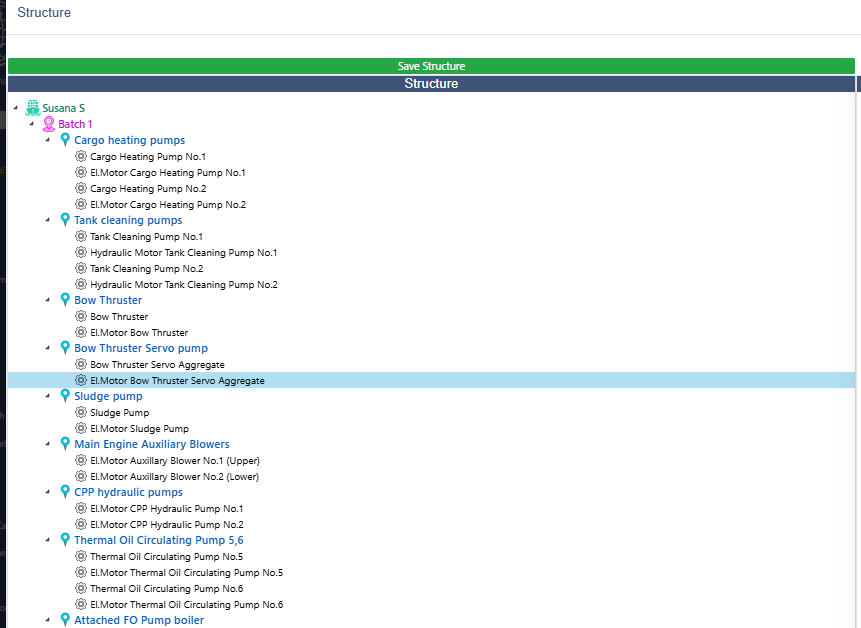 Structure
Save Structure
Structure
Susana S
Batch 1
Cargo heating pumps
Cargo Heating Pump No.1
El.Motor Cargo Heating Pump No.1
Cargo Heating Pump No.2
El.Motor Cargo Heating Pump No.2
Tank cleaning pumps
Tank Cleaning Pump No.1
Hydraulic Motor Tank Cleaning Pump No.1
Tank Cleaning Pump No.2
Hydraulic Motor Tank Cleaning Pump No.2
Bow Thruster
Bow Thruster
El.Motor Bow Thruster
Bow Thruster Servo pump
Bow Thruster Servo Aggregate
El.Motor Bow Thruster Servo Aggregate
Sludge pump
Sludge Pump
El.Motor Sludge Pump
Main Engine Auxiliary Blowers
El.Motor Auxillary Blower No.1 (Upper)
El.Motor Auxillary Blower No.2 (Lower)
CPP hydraulic pumps
El.Motor CPP Hydraulic Pump No.1
El.Motor CPP Hydraulic Pump No.2
Thermal Oil Circulating Pump 5,6
Thermal Oil Circulating Pump No.5
El.Motor Thermal Oil Circulating Pump No.5
Thermal Oil Circulating Pump No.6
El.Motor Thermal Oil Circulating Pump No.6
Attached FO Pump boiler